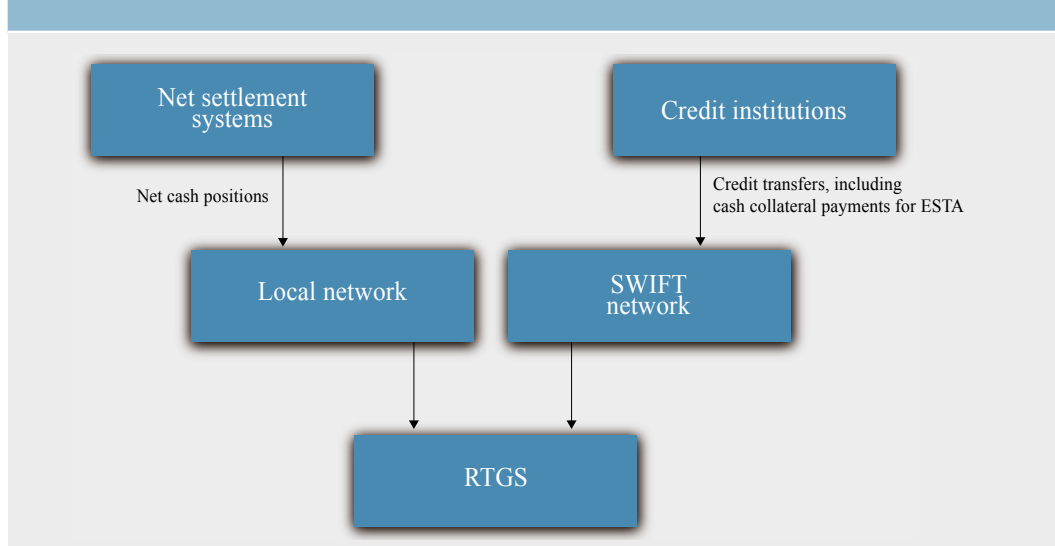 Net settlement
systems
Credit institutions
Net cash positions
Credit transfers, including
cash collateral payments for ESTA
Local network
SWIFT
network
RTGS